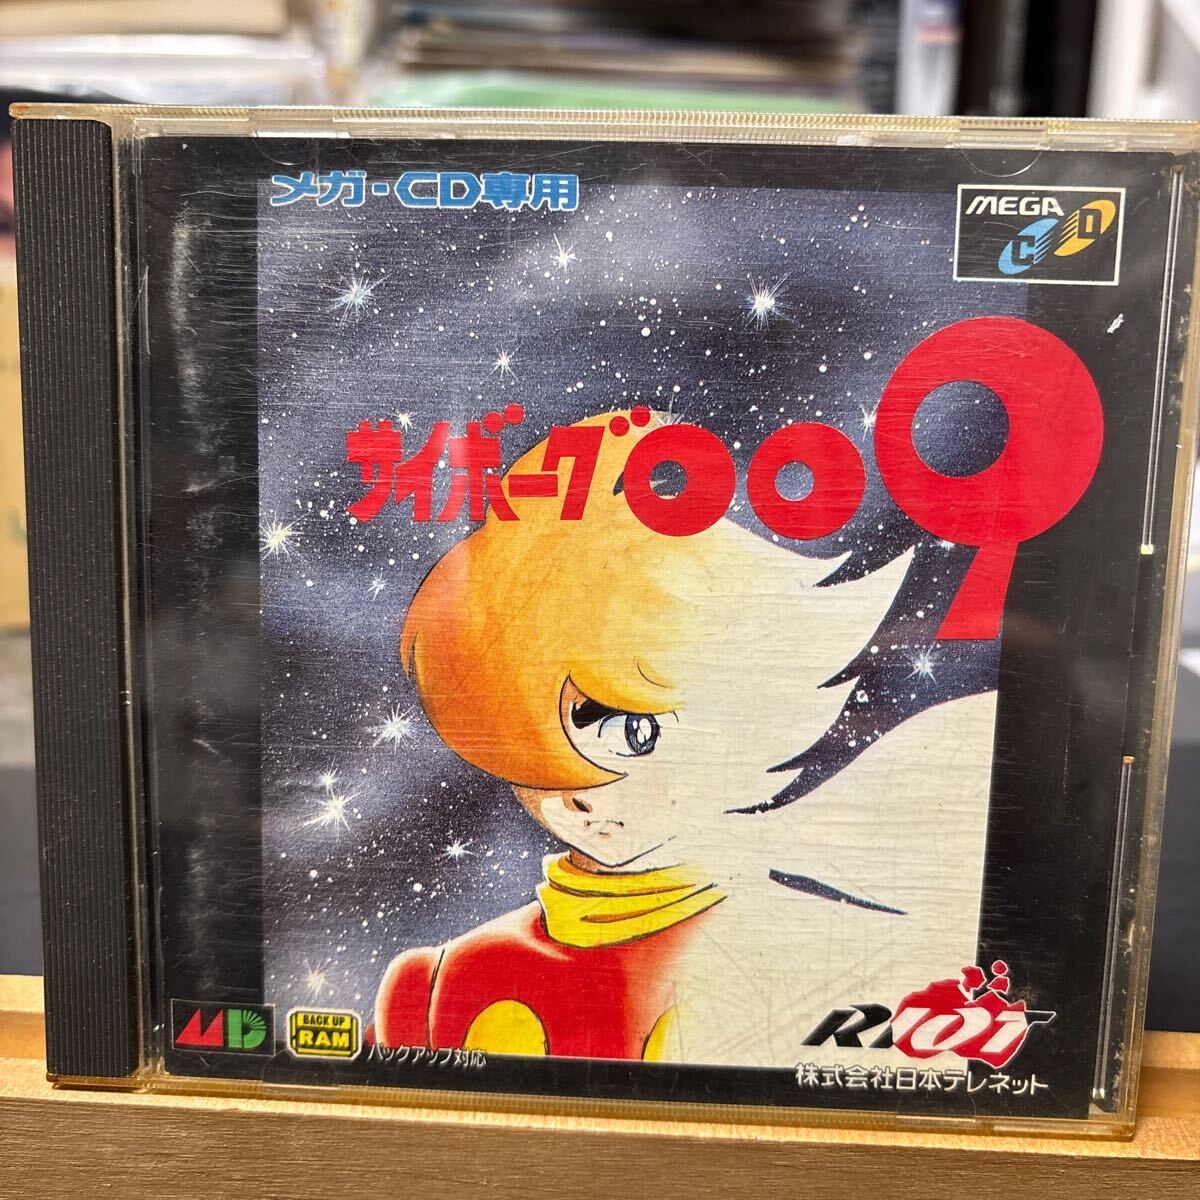 メガ-CD専用
MEGA
CD
サイボーグ009
MD
BACK UP
RAM
バックアップ対応
RIOT
株式会社日本テレネット